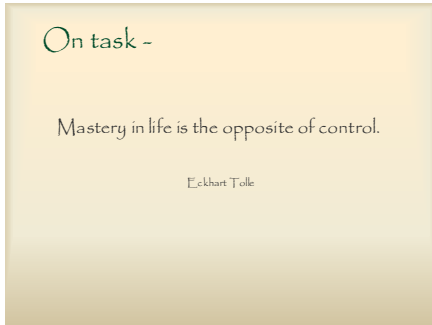 On task -
Mastery in life is the opposite of control.
Eckhart Tolle